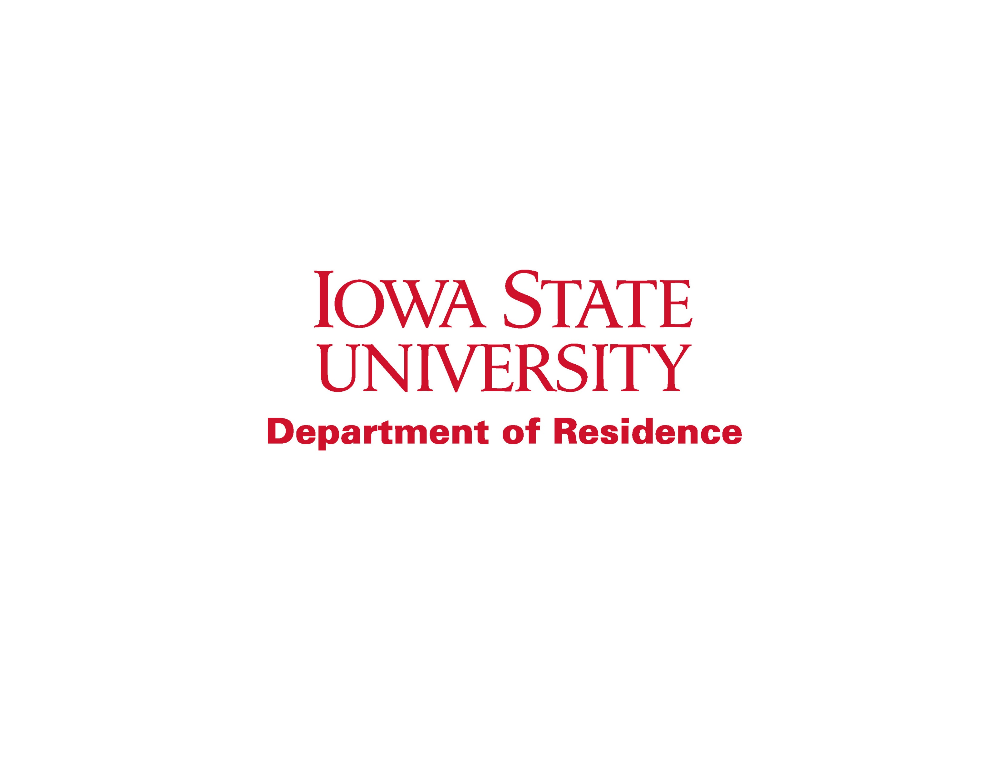 IOWA STATE
UNIVERSITY
Department of Residence